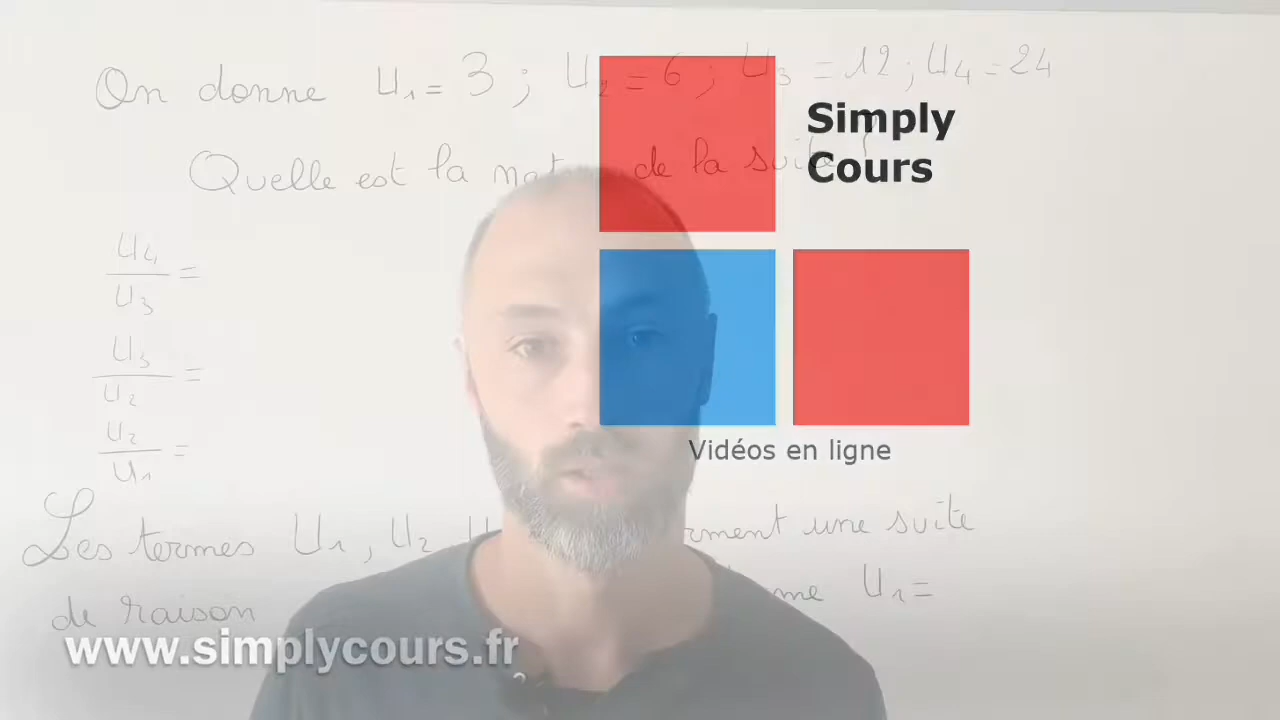 On donne U1 = 3 ; U2 = 6 ; U3 = 12 ; U4 = 24
Simply
Cours
Quelle est la nat de la suite ?
U4
U3 =
U3
U2 =
U2
U1 =
Vidéos en ligne
Les termes U1, U2 rment une suite
de raison me U1 =
www.simplycours.fr